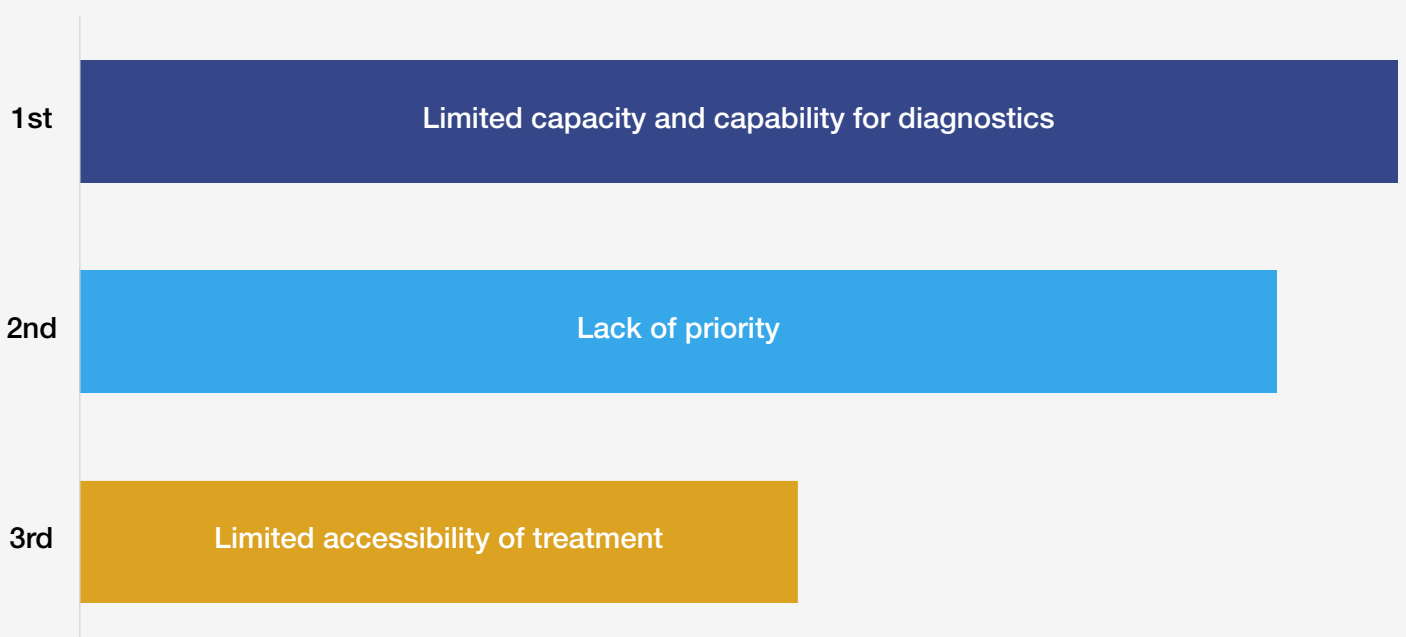 1st
Limited capacity and capability for diagnostics
2nd
Lack of priority
3rd
Limited accessibility of treatment